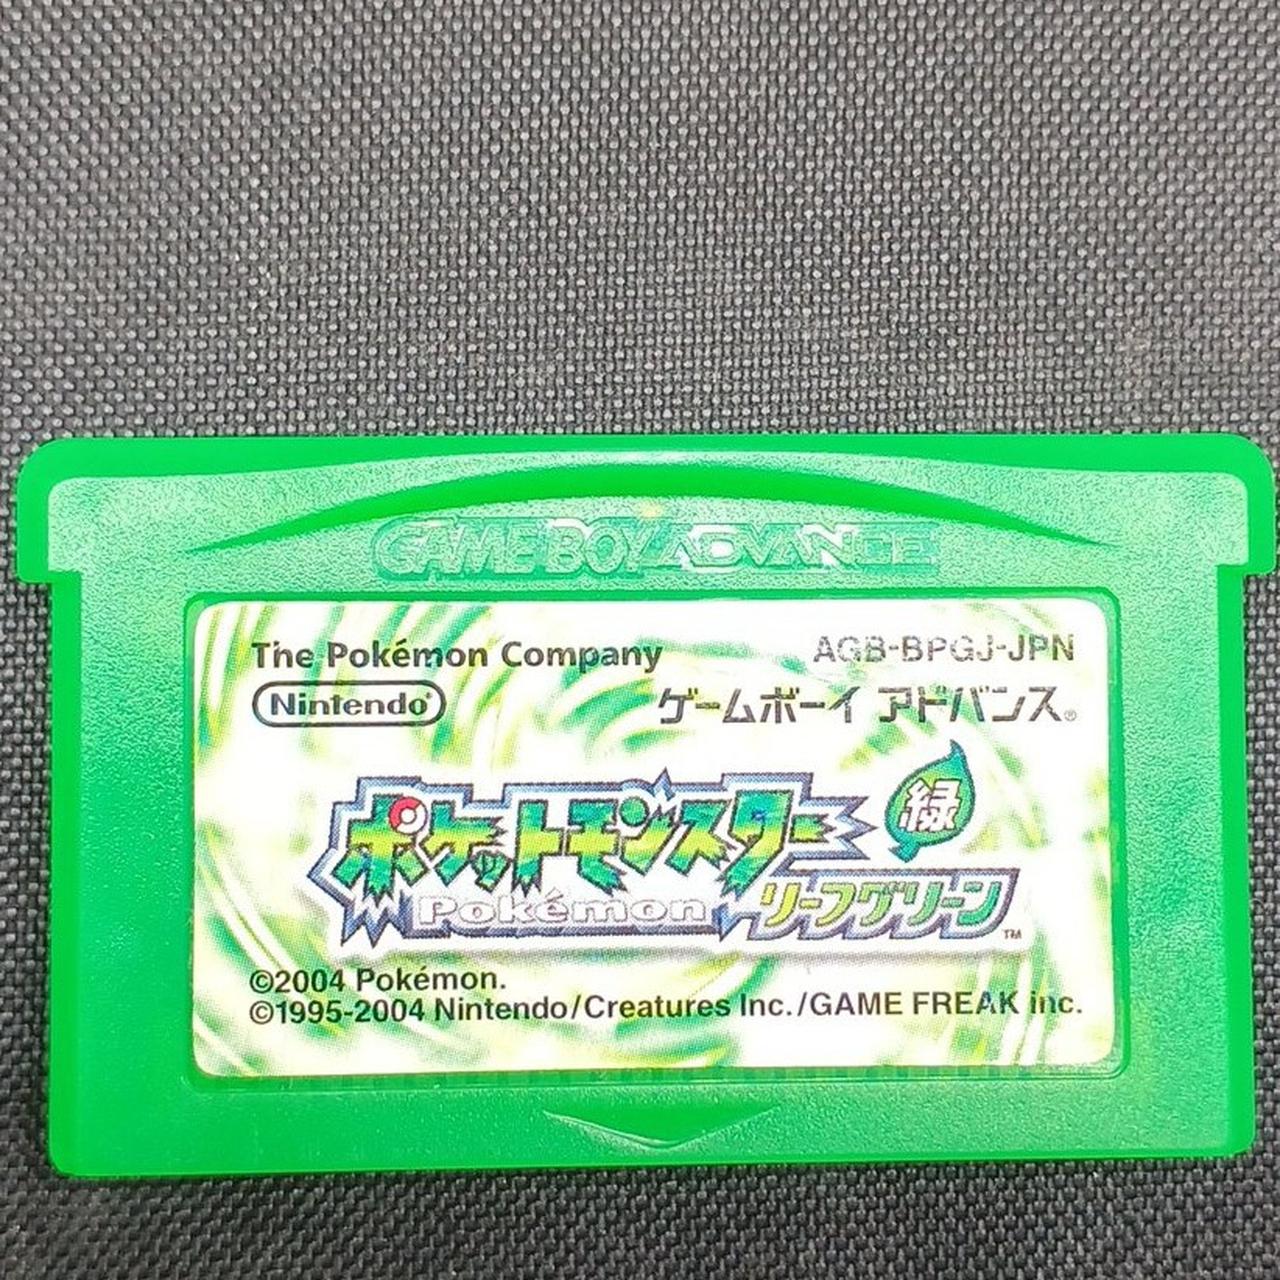 GAME BOY ADVANCE
The Pokémon Company
AGB-BPGJ-JPN
Nintendo®
ゲームボーイ アドバンス®
ポケットモンスター
緑
Pokémon
リーフグリーン™
©2004 Pokémon.
©1995-2004 Nintendo/Creatures Inc./GAME FREAK inc.